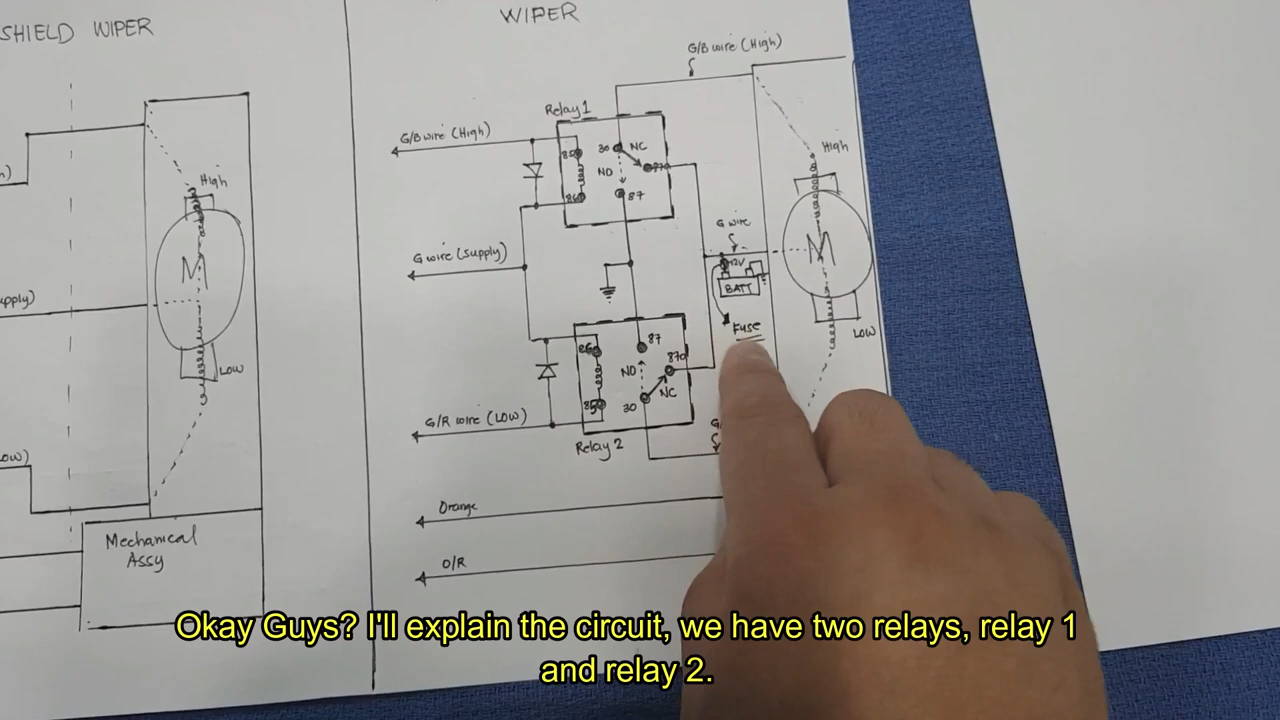 SHIELD WIPER
High
M
LOW
Mechanical
Assy
WIPER
G/B wire (High)
Relay 1
G/B wire (High)
85
30
NC
87a
NO
86
87
G wire (supply)
G wire
12V
BATT
Fuse
High
M
LOW
86
87
87a
NO
NC
85
30
G/R wire (LOW)
Relay 2
Orange
O/R
Okay Guys? I'll explain the circuit, we have two relays, relay 1
and relay 2.